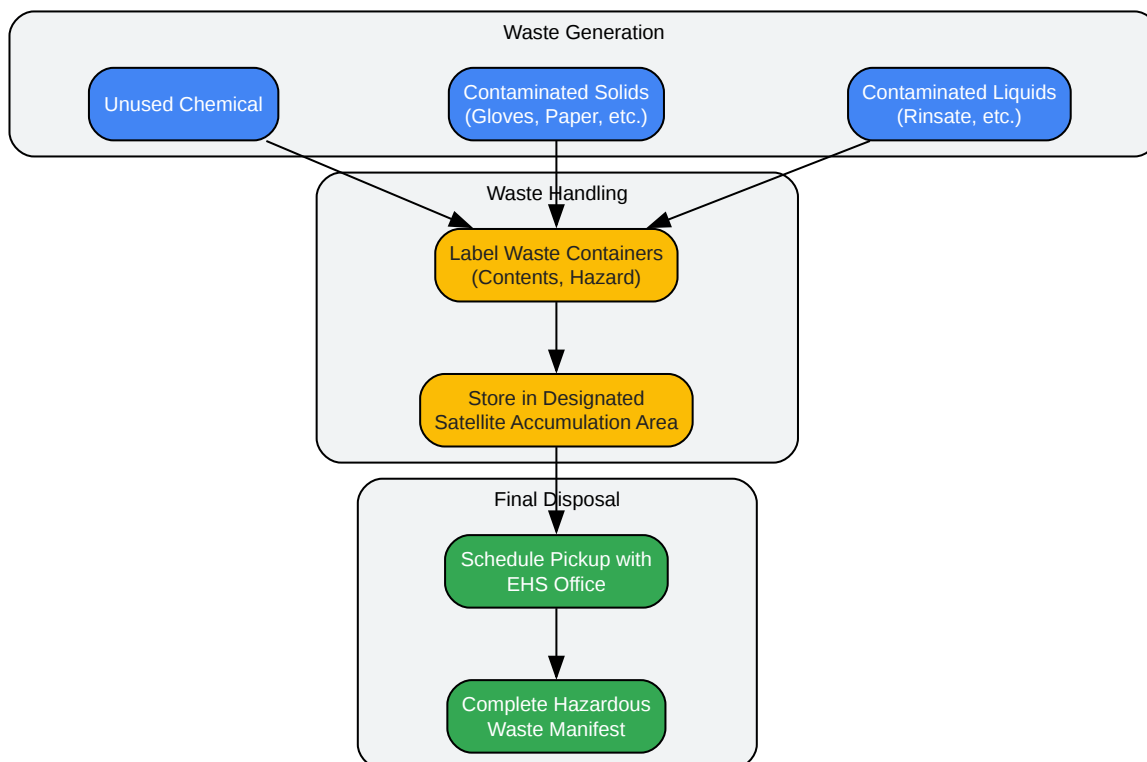 Waste Generation
Unused Chemical
Contaminated Solids
(Gloves, Paper, etc.)
Contaminated Liquids
(Rinsate, etc.)
Waste Handling
Label Waste Containers
(Contents, Hazard)
Store in Designated
Satellite Accumulation Area
Final Disposal
Schedule Pickup with
EHS Office
Complete Hazardous
Waste Manifest